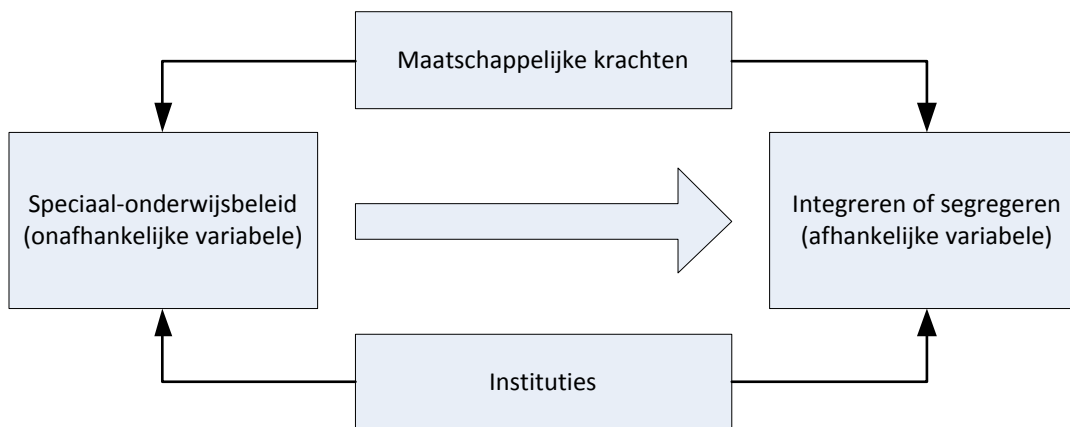 Maatschappelijke krachten
Speciaal-onderwijsbeleid
(onafhankelijke variabele)
Integreren of segregeren
(afhankelijke variabele)
Instituties